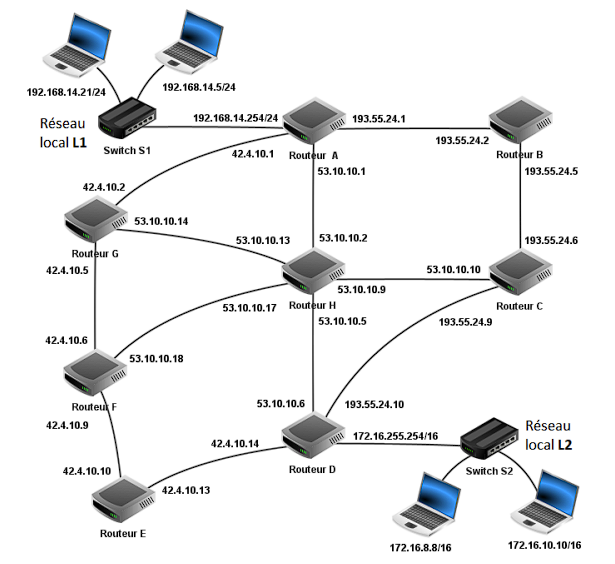 192.168.14.21/24
192.168.14.5/24
Réseau
local L1
Switch S1
192.168.14.254/24
193.55.24.1
Routeur A
193.55.24.2
Routeur B
42.4.10.1
53.10.10.1
193.55.24.5
42.4.10.2
53.10.10.14
53.10.10.13
53.10.10.2
193.55.24.6
Routeur G
42.4.10.5
53.10.10.10
53.10.10.9
Routeur H
Routeur C
53.10.10.17
53.10.10.5
193.55.24.9
42.4.10.6
53.10.10.18
Routeur F
42.4.10.9
53.10.10.6
193.55.24.10
42.4.10.14
172.16.255.254/16
Réseau
local L2
42.4.10.10
42.4.10.13
Routeur D
Switch S2
Routeur E
172.16.8.8/16
172.16.10.10/16